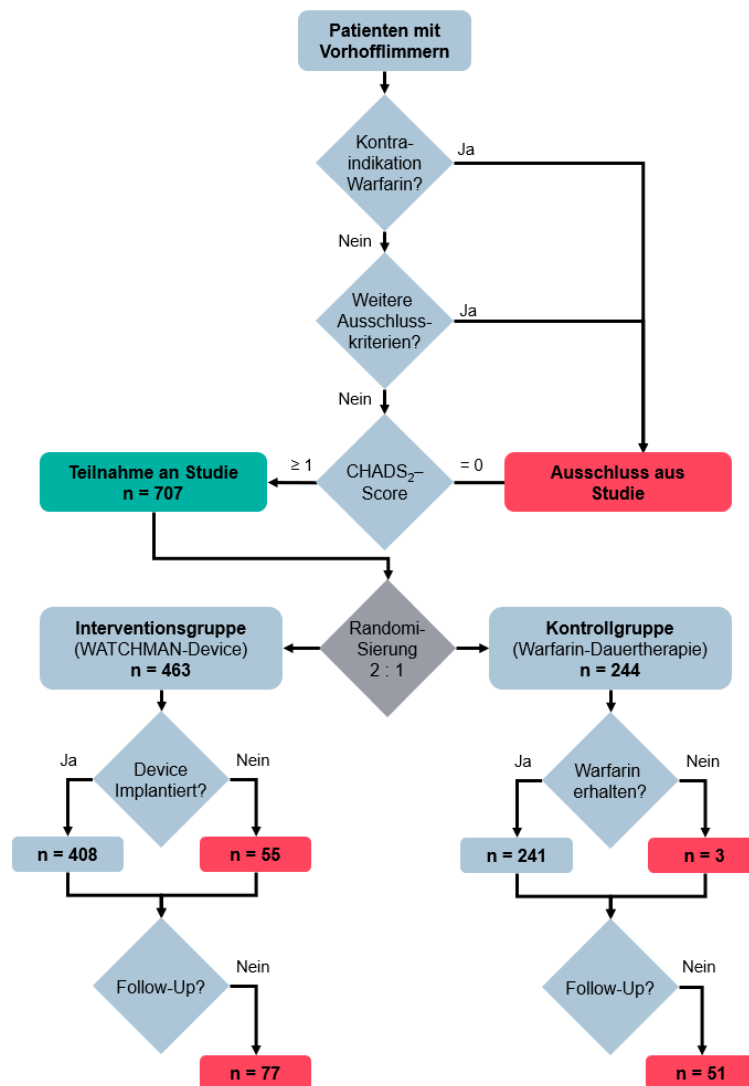 Patienten mit
Vorhofflimmern
Kontra-
indikation
Warfarin?
Ja
Nein
Weitere
Ausschluss-
kriterien?
Ja
Nein
Teilnahme an Studie
n = 707
≥ 1
CHADS₂–
Score
= 0
Ausschluss aus
Studie
Interventionsgruppe
(WATCHMAN-Device)
n = 463
Randomi-
Sierung
2 : 1
Kontrollgruppe
(Warfarin-Dauertherapie)
n = 244
Ja
Device
Implantiert?
Nein
Ja
Warfarin
erhalten?
Nein
n = 408
n = 55
n = 241
n = 3
Follow-Up?
Nein
Follow-Up?
Nein
n = 77
n = 51